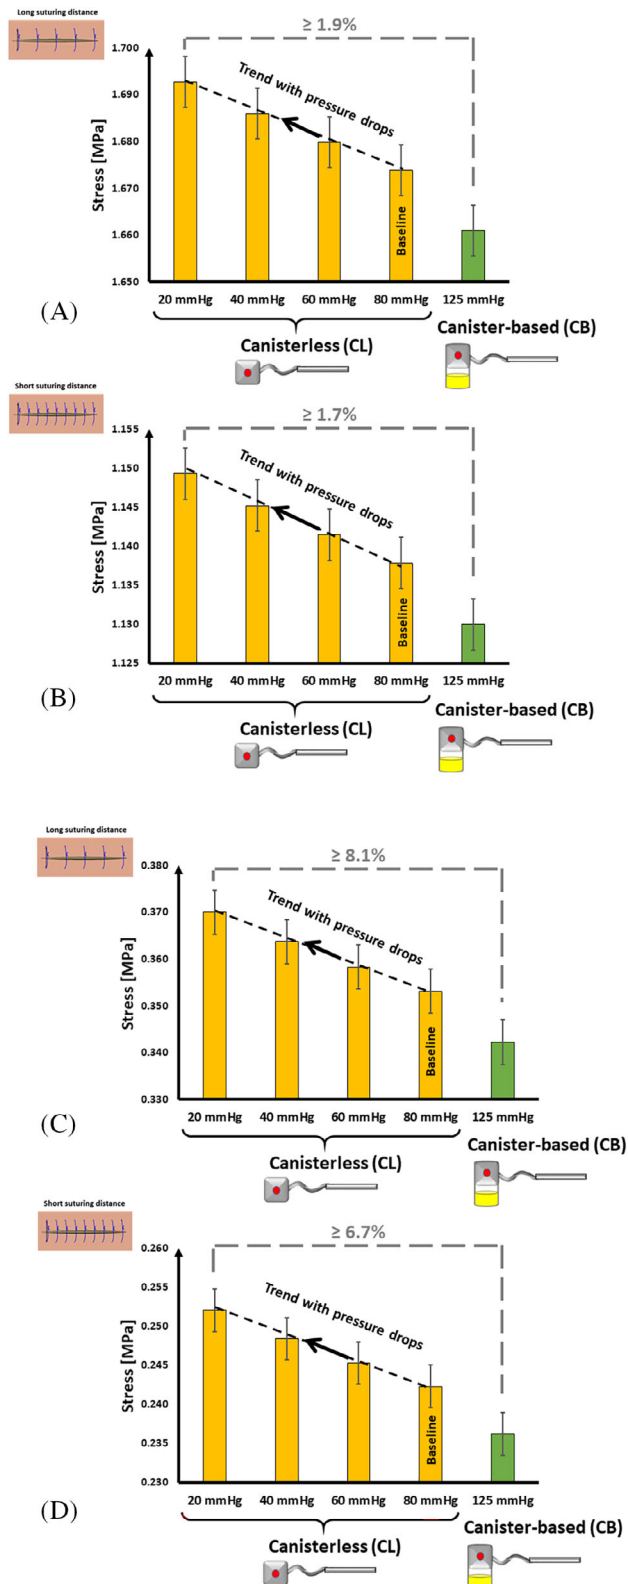 Long suturing distance
≥ 1.9%
1.700
1.690
1.680
1.670
1.660
1.650
Stress [MPa]
Trend with pressure drops
Baseline
20 mmHg 40 mmHg 60 mmHg 80 mmHg 125 mmHg
(A)
Canisterless (CL)
Canister-based (CB)
Short suturing distance
≥ 1.7%
1.155
1.150
1.145
1.140
1.135
1.130
1.125
Stress [MPa]
Trend with pressure drops
Baseline
20 mmHg 40 mmHg 60 mmHg 80 mmHg 125 mmHg
(B)
Canisterless (CL)
Canister-based (CB)
Long suturing distance
≥ 8.1%
0.380
0.370
0.360
0.350
0.340
0.330
Stress [MPa]
Trend with pressure drops
Baseline
20 mmHg 40 mmHg 60 mmHg 80 mmHg 125 mmHg
(C)
Canisterless (CL)
Canister-based (CB)
Short suturing distance
≥ 6.7%
0.260
0.255
0.250
0.245
0.240
0.235
0.230
Stress [MPa]
Trend with pressure drops
Baseline
20 mmHg 40 mmHg 60 mmHg 80 mmHg 125 mmHg
(D)
Canisterless (CL)
Canister-based (CB)